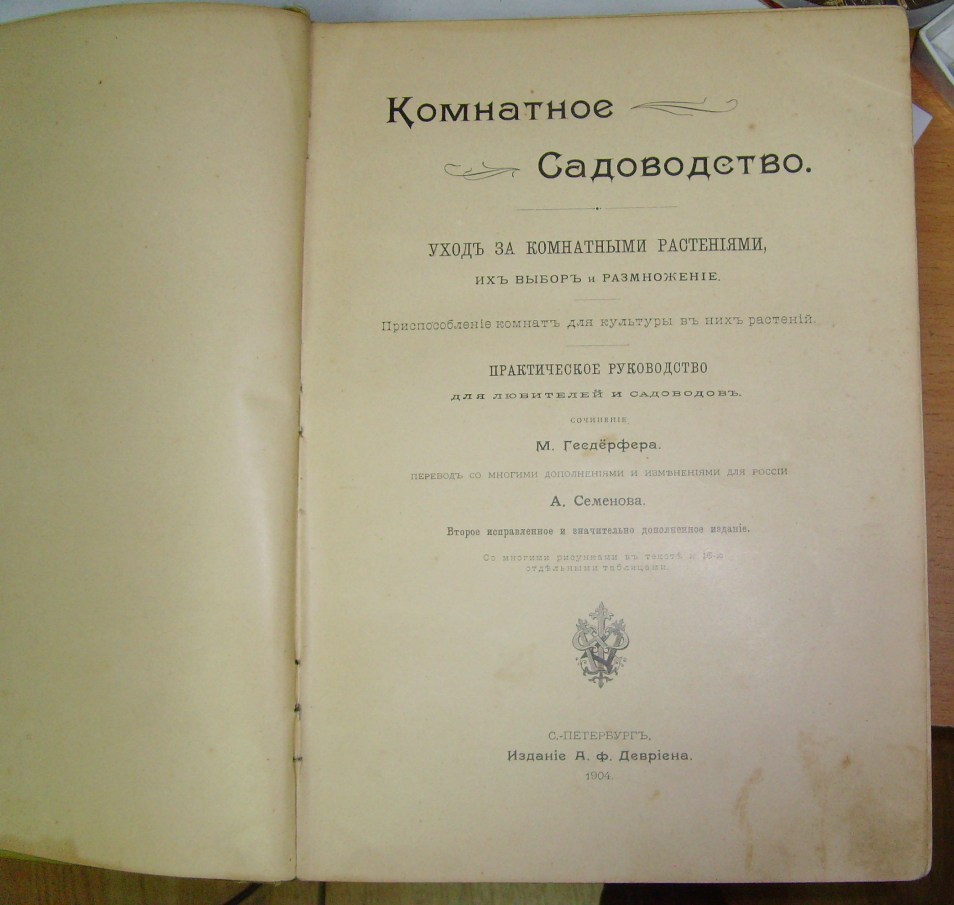 Комнатное
Садоводство.
УХОДЪ ЗА КОМНАТНЫМИ РАСТЕНІЯМИ,
ИХЪ ВЫБОРЪ и РАЗМНОЖЕНІЕ.
Приспособленіе комнатъ для культуры въ нихъ растеній.
ПРАКТИЧЕСКОЕ РУКОВОДСТВО
ДЛЯ ЛЮБИТЕЛЕЙ И САДОВОДОВЪ.
СОЧИНЕНІЕ
М. Гесдёрфера.
ПЕРЕВОДЪ СО МНОГИМИ ДОПОЛНЕНІЯМИ И ИЗМѢНЕНІЯМИ ДЛЯ РОССІИ
А. Семенова.
Второе исправленное и значительно дополненное изданіе.
Со многими рисунками въ текстѣ и 16-ю
отдѣльными таблицами.
С.-ПЕТЕРБУРГЪ.
Изданіе А. Ф. Девріена.
1904.